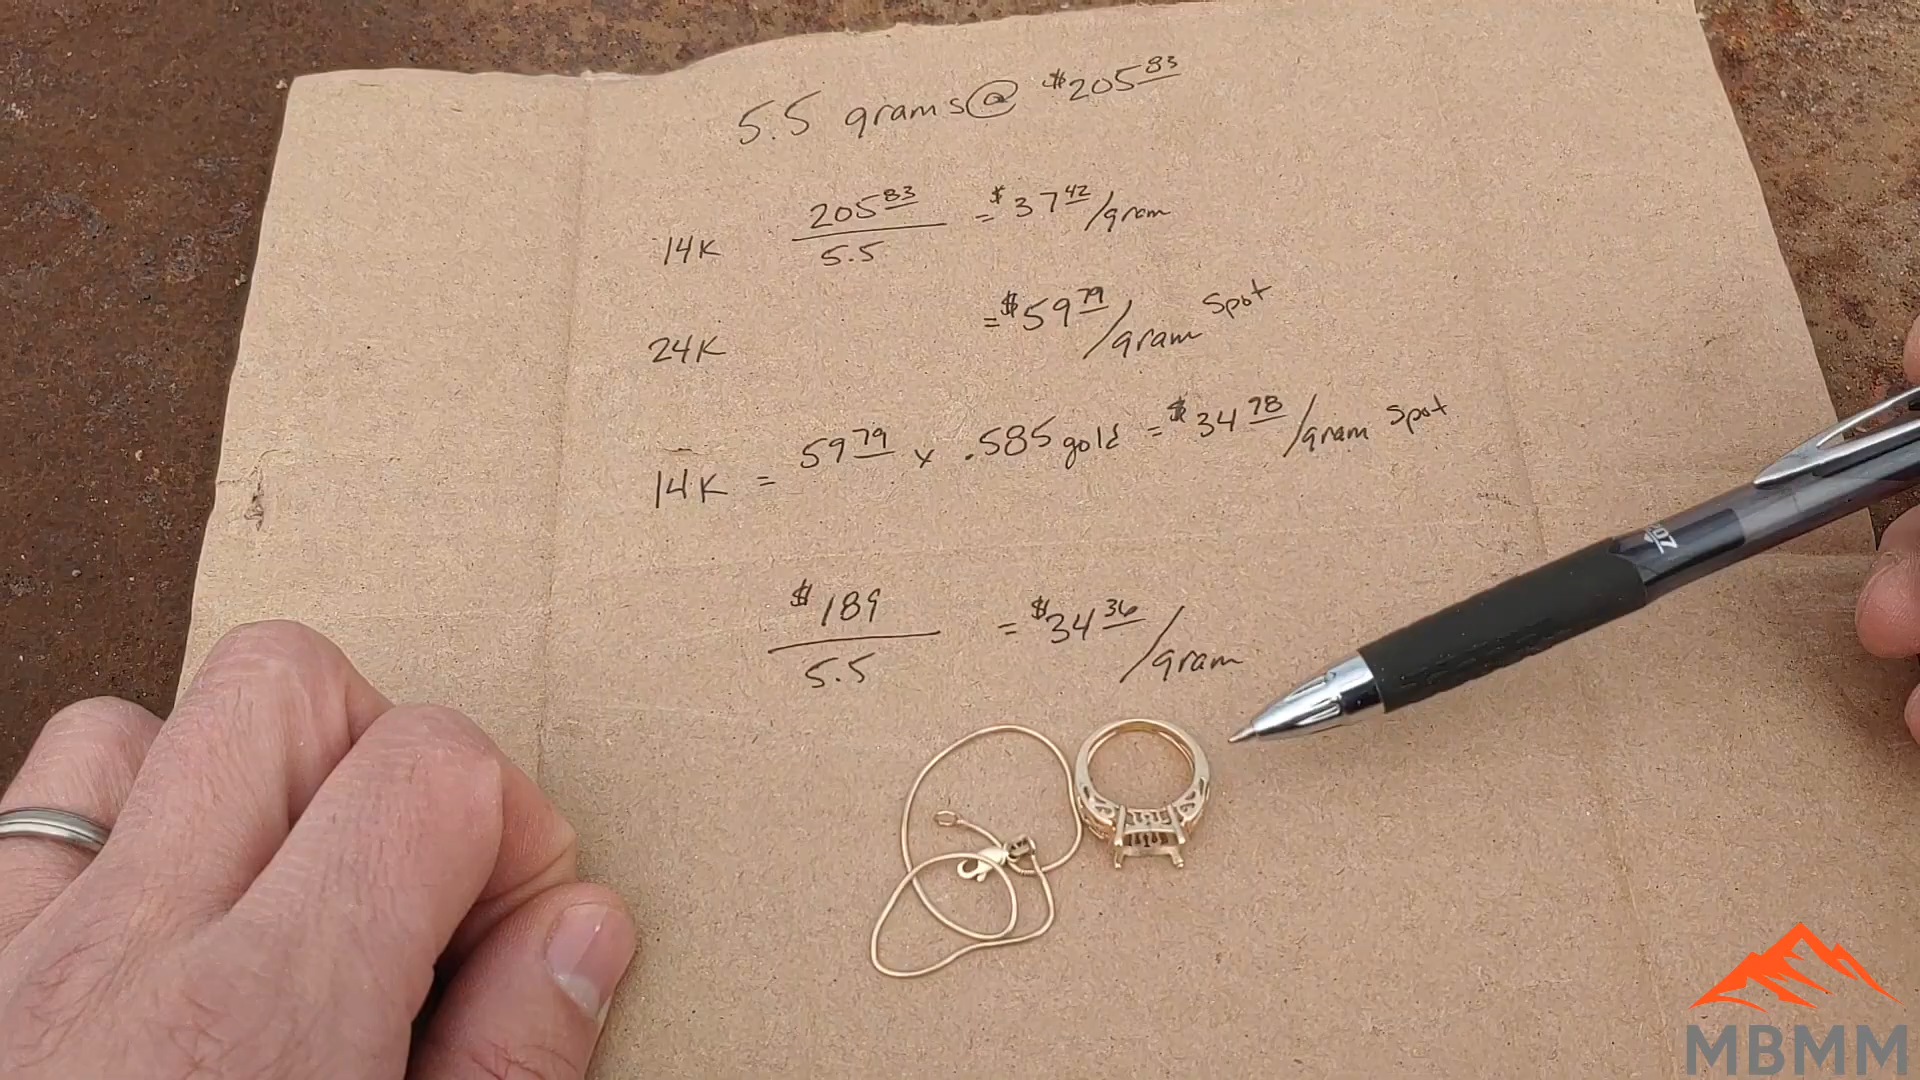 5.5 grams @ $205.83
14K 205.83 / 5.5 = $37.42/gram
24K = $59.79/gram Spot
14K = 59.79 x .585 gold = $34.78/gram Spot
$189 / 5.5 = $34.36/gram
207
MBMM